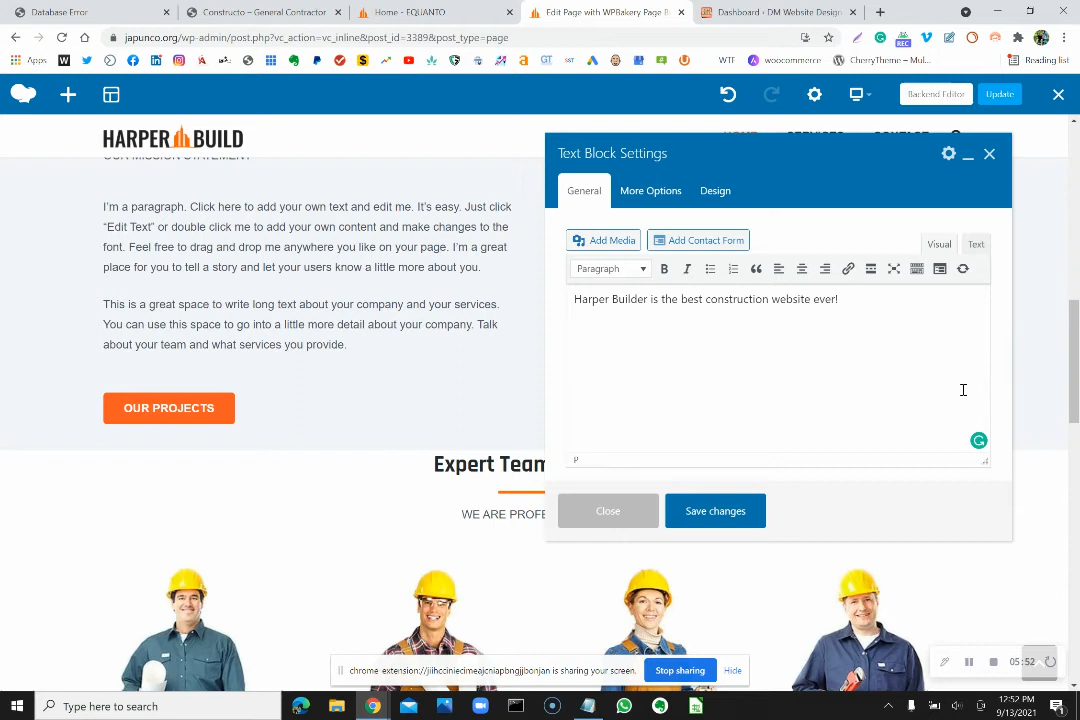 Database Error
Constructo – General Contractor
Home - EQUANTO
Edit Page with WPBakery Page B
Dashboard ‹ DM Website Design
japunco.com/wp-admin/post.php?vc_action=vc_inline&post_id=3389&post_type=page
Apps
WTF
woocommerce
CherryTheme – Mul...
Reading list
Backend Editor
Update
HARPER BUILD
Text Block Settings
General
More Options
Design
I'm a paragraph. Click here to add your own text and edit me. It's easy. Just click
"Edit Text" or double click me to add your own content and make changes to the
font. Feel free to drag and drop me anywhere you like on your page. I'm a great
place for you to tell a story and let your users know a little more about you.
This is a great space to write long text about your company and your services.
You can use this space to go into a little more detail about your company. Talk
about your team and what services you provide.
OUR PROJECTS
Add Media
Add Contact Form
Visual
Text
Paragraph
Harper Builder is the best construction website ever!
P
Close
Save changes
Expert Team
WE ARE PROFE
chrome-extension://jiihcciniecimeajcniapbngjjbonjan is sharing your screen.
Stop sharing
Hide
05:52
Type here to search
12:52 PM
9/13/2021